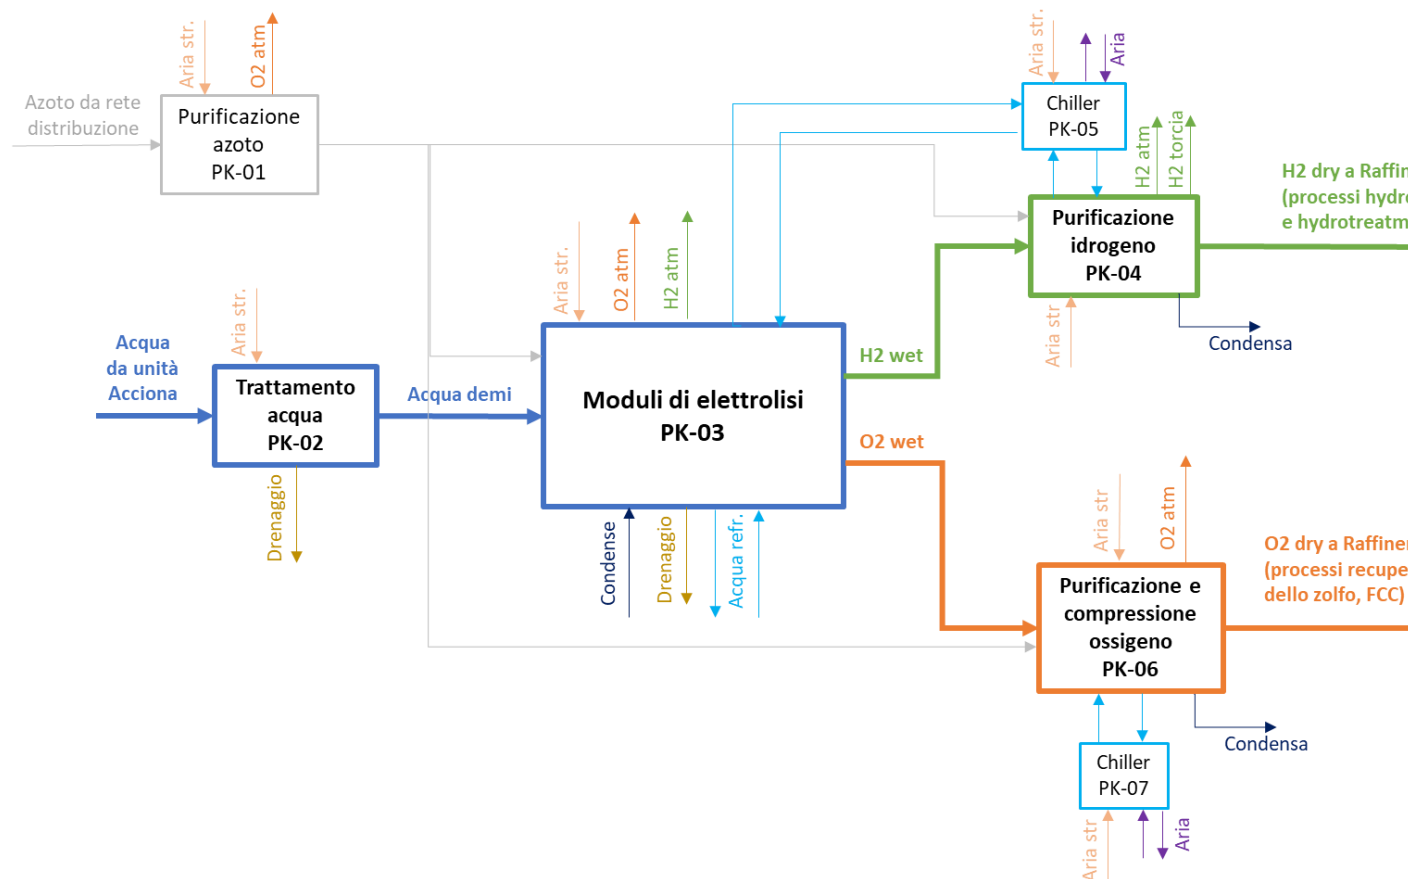 Aria str.
O2 atm
Azoto da rete
distribuzione
Purificazione
azoto
PK-01
Aria str.
Aria
Chiller
PK-05
H2 atm
H2 torcia
H2 dry a Raffin
(processi hydro
e hydrotreatm
Purificazione
idrogeno
PK-04
Aria str
Condensa
Aria str.
O2 atm
H2 atm
Aria str.
Acqua
da unità
Acciona
Trattamento
acqua
PK-02
Drenaggio
Acqua demi
Moduli di elettrolisi
PK-03
H2 wet
O2 wet
Condense
Drenaggio
Acqua refr.
Aria str
O2 atm
O2 dry a Raffiner
(processi recupe
dello zolfo, FCC)
Purificazione e
compressione
ossigeno
PK-06
Condensa
Chiller
PK-07
Aria str
Aria